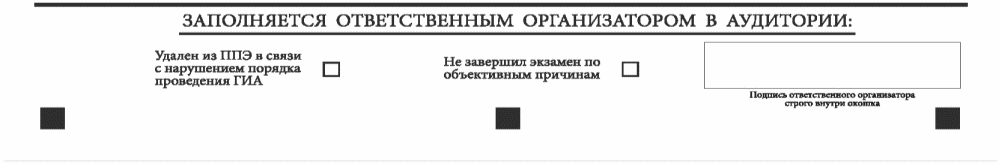 ЗАПОЛНЯЕТСЯ ОТВЕТСТВЕННЫМ ОРГАНИЗАТОРОМ В АУДИТОРИИ:
Удален из ППЭ в связи
с нарушением порядка
проведения ГИА
Не завершил экзамен по
объективным причинам
Подпись ответственного организатора
строго внутри окошка